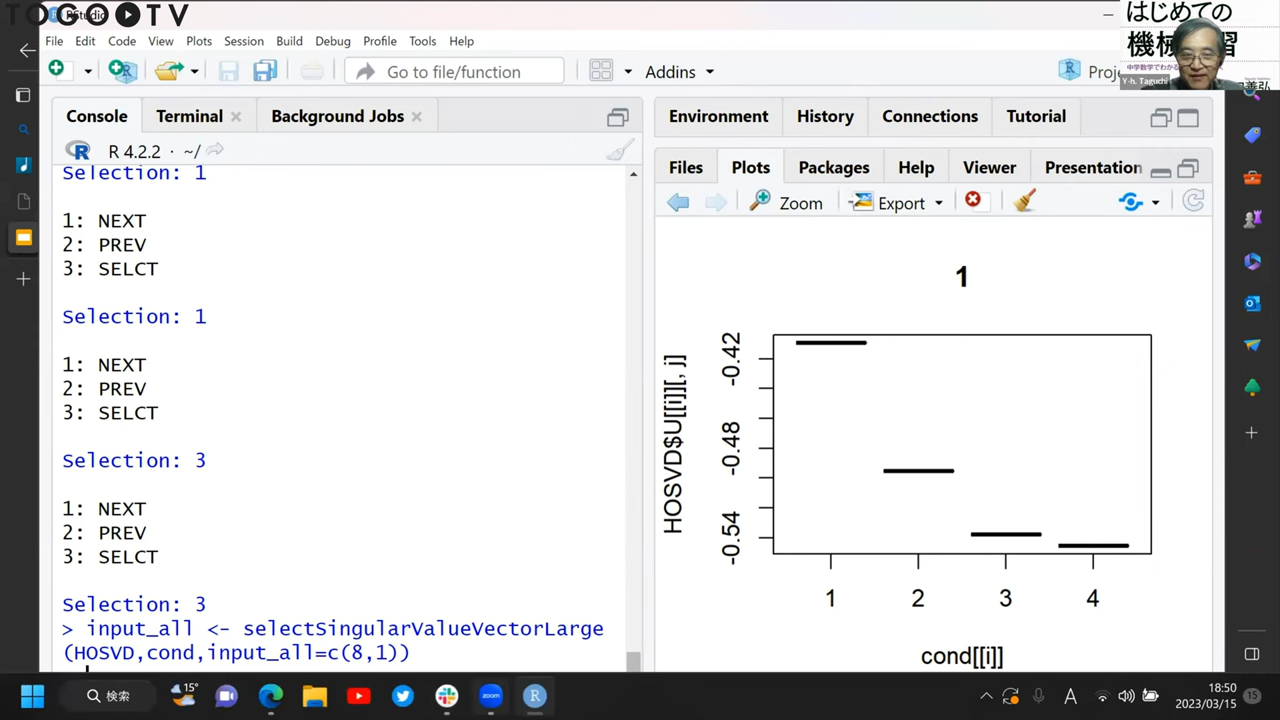 TOGO TV
RStudio
はじめての
機械学習
Y-h. Taguchi
File Edit Code View Plots Session Build Debug Profile Tools Help
Go to file/function
Addins
Console Terminal Background Jobs
R 4.2.2 · ~/
Selection: 1
1: NEXT
2: PREV
3: SELCT
Selection: 1
1: NEXT
2: PREV
3: SELCT
Selection: 3
1: NEXT
2: PREV
3: SELCT
Selection: 3
> input_all <- selectSingularValueVectorLarge
(HOSVD,cond,input_all=c(8,1))
Environment History Connections Tutorial
Files Plots Packages Help Viewer Presentation
Zoom Export
1
HOSVD$U[[i]][, j]
-0.42
-0.48
-0.54
1 2 3 4
cond[[i]]
検索
15°
zoom
A
18:50
2023/03/15
15